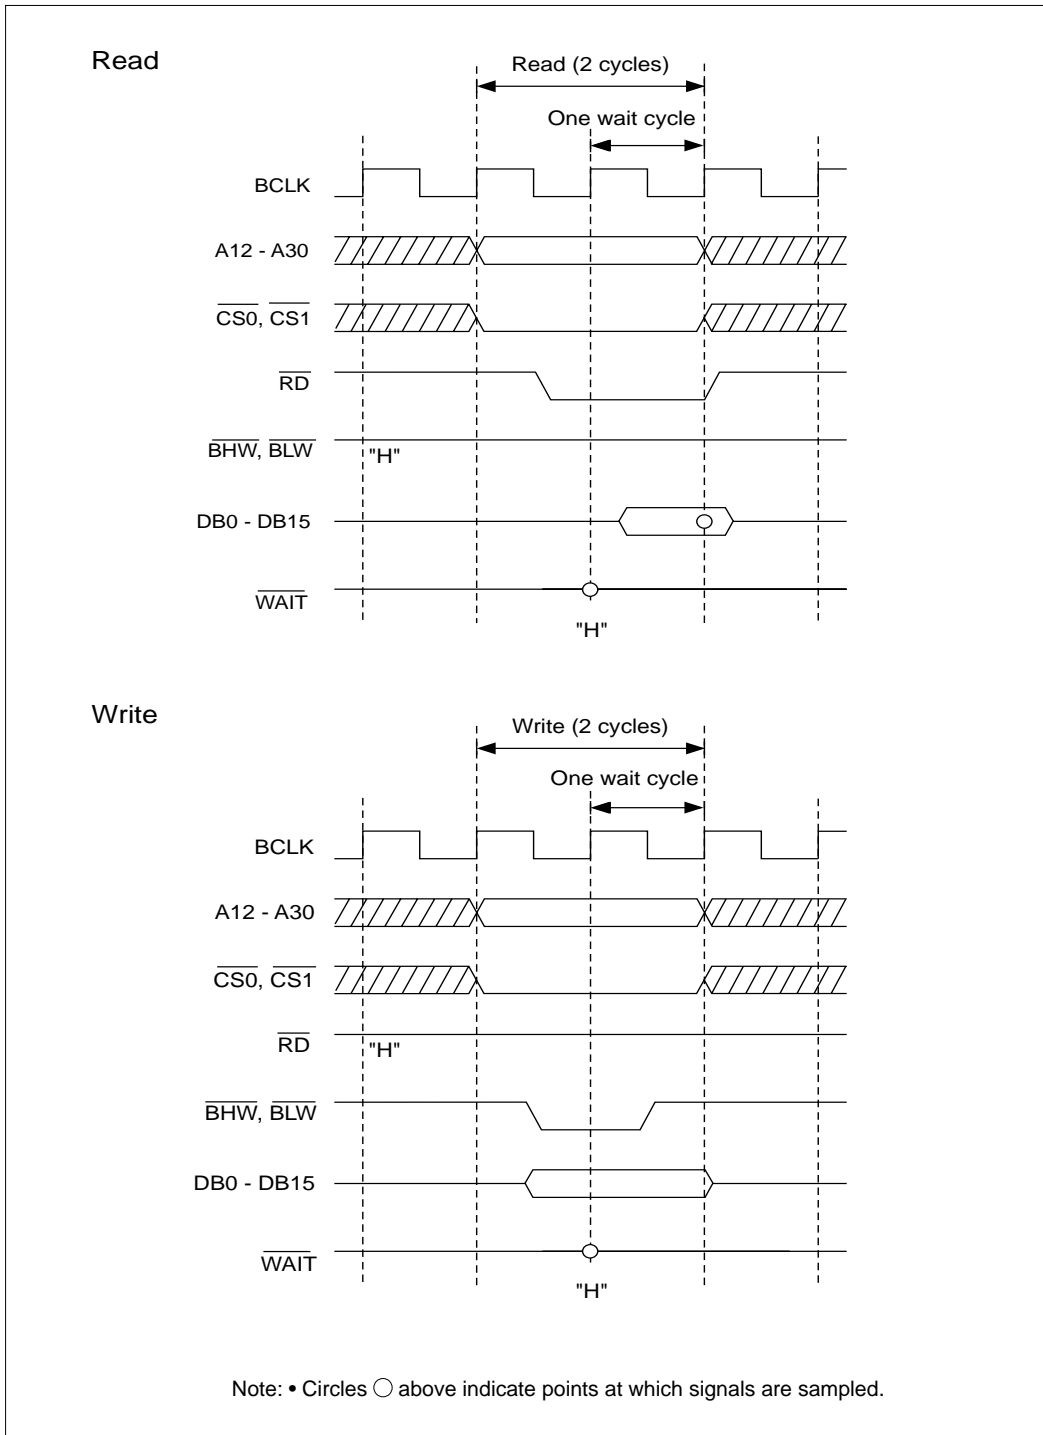 Read
Read (2 cycles)
One wait cycle
BCLK
A12 - A30
CS0, CS1
RD
BHW, BLW
"H"
DB0 - DB15
WAIT
"H"
Write
Write (2 cycles)
One wait cycle
BCLK
A12 - A30
CS0, CS1
RD
"H"
BHW, BLW
DB0 - DB15
WAIT
"H"
Note: • Circles ○ above indicate points at which signals are sampled.